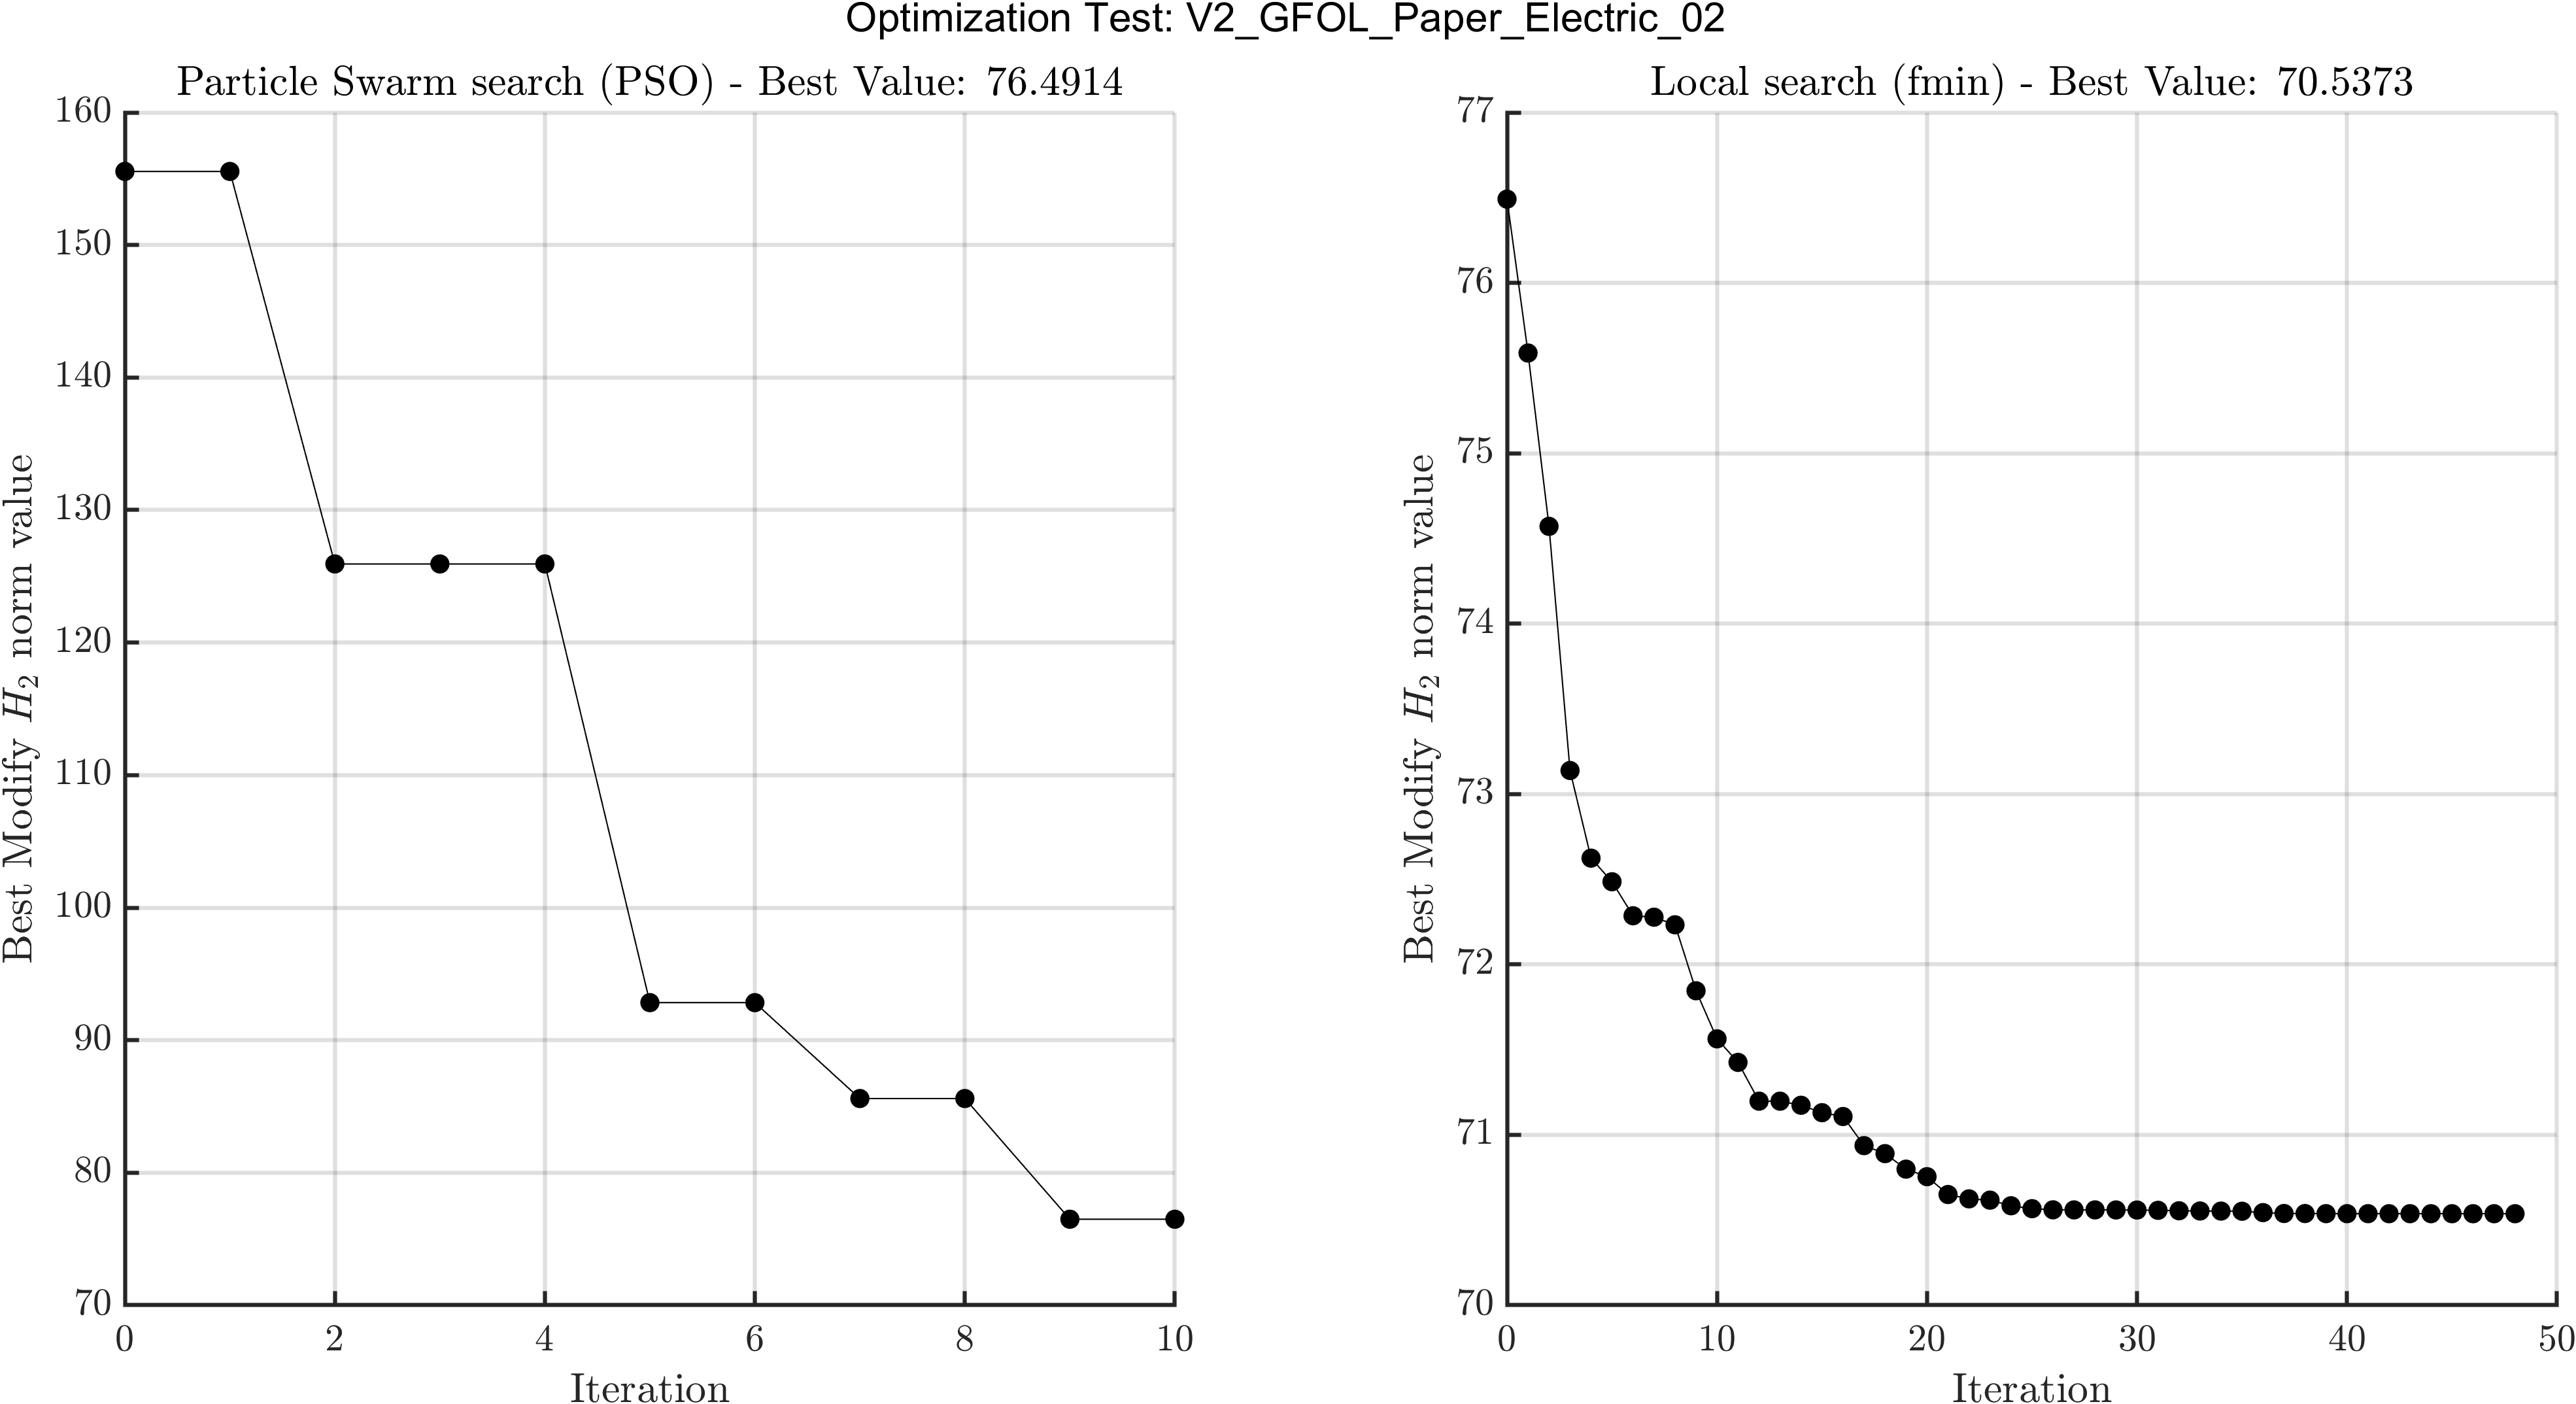 Optimization Test: V2_GFOL_Paper_Electric_02
Particle Swarm search (PSO) - Best Value: 76.4914
160
150
140
130
120
110
100
90
80
70
Best Modify H2 norm value
0 2 4 6 8 10
Iteration
Local search (fmin) - Best Value: 70.5373
77
76
75
74
73
72
71
70
Best Modify H2 norm value
0 10 20 30 40 50
Iteration